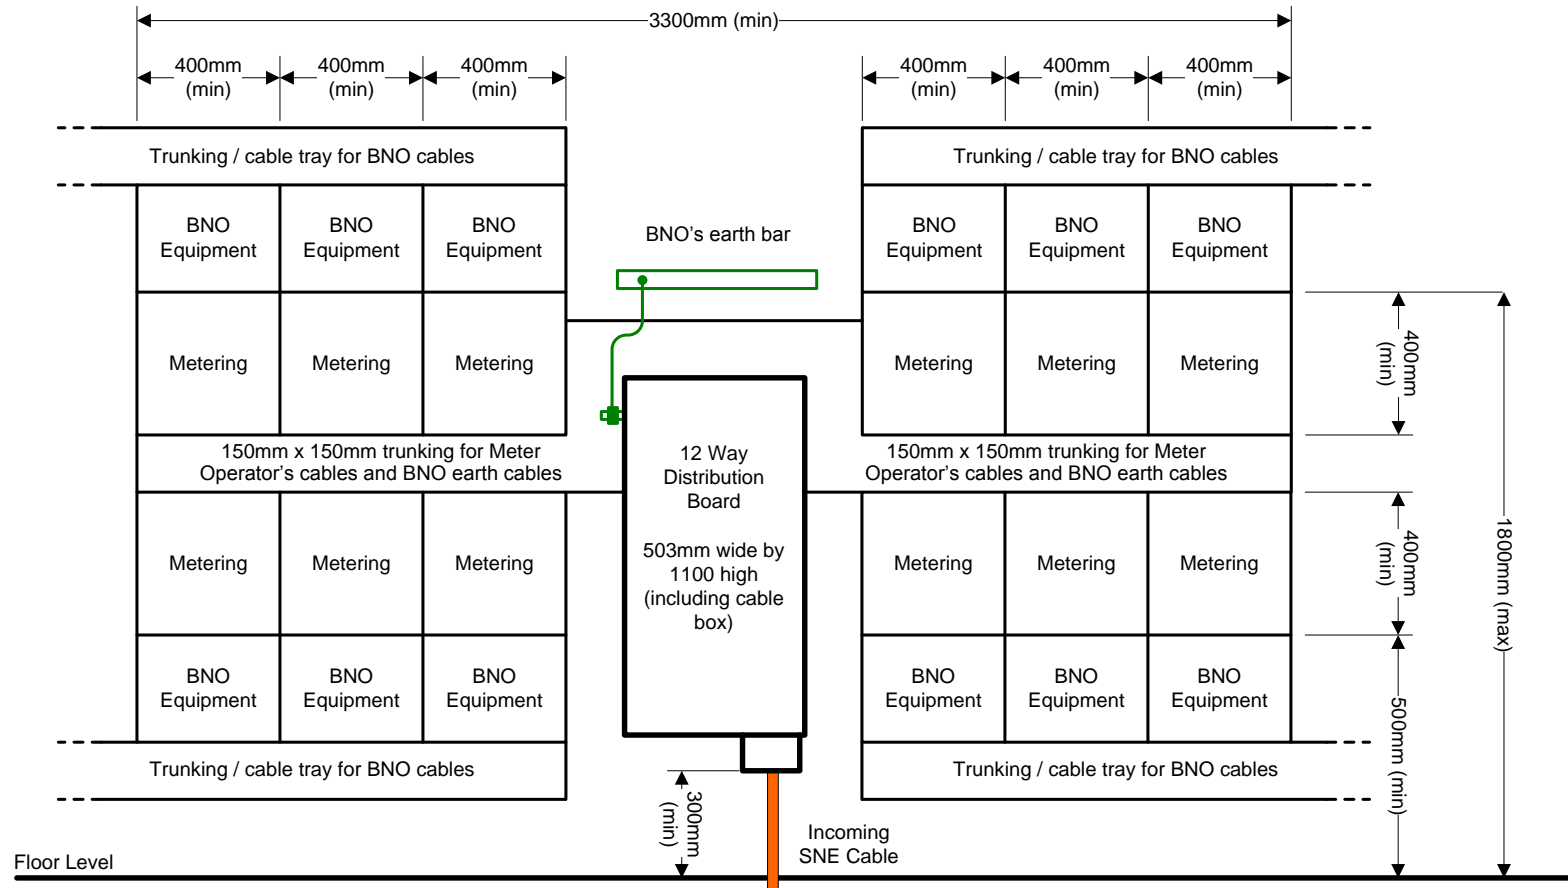 3300mm (min)
400mm
(min)
400mm
(min)
400mm
(min)
400mm
(min)
400mm
(min)
400mm
(min)
Trunking / cable tray for BNO cables
Trunking / cable tray for BNO cables
BNO
Equipment
BNO
Equipment
BNO
Equipment
BNO's earth bar
BNO
Equipment
BNO
Equipment
BNO
Equipment
Metering
Metering
Metering
Metering
Metering
Metering
400mm
(min)
150mm x 150mm trunking for Meter
Operator's cables and BNO earth cables
12 Way
Distribution
Board
503mm wide by
1100 high
(including cable
box)
150mm x 150mm trunking for Meter
Operator's cables and BNO earth cables
Metering
Metering
Metering
Metering
Metering
Metering
400mm
(min)
1800mm (max)
BNO
Equipment
BNO
Equipment
BNO
Equipment
BNO
Equipment
BNO
Equipment
BNO
Equipment
500mm (min)
Trunking / cable tray for BNO cables
Trunking / cable tray for BNO cables
300mm
(min)
Incoming
SNE Cable
Floor Level